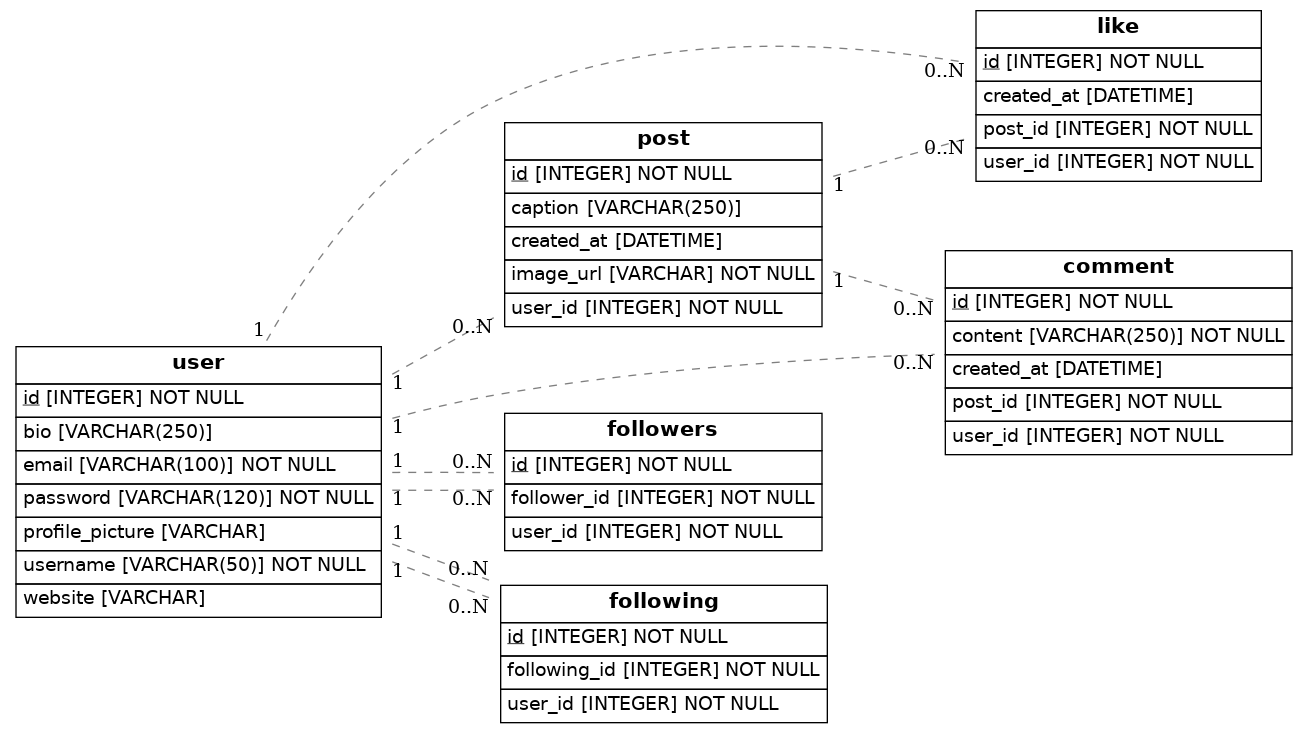 like
id [INTEGER] NOT NULL
created_at [DATETIME]
post_id [INTEGER] NOT NULL
user_id [INTEGER] NOT NULL
0..N
0..N
post
id [INTEGER] NOT NULL
caption [VARCHAR(250)]
created_at [DATETIME]
image_url [VARCHAR] NOT NULL
user_id [INTEGER] NOT NULL
1
1
0..N
comment
id [INTEGER] NOT NULL
content [VARCHAR(250)] NOT NULL
created_at [DATETIME]
post_id [INTEGER] NOT NULL
user_id [INTEGER] NOT NULL
0..N
0..N
1
user
id [INTEGER] NOT NULL
bio [VARCHAR(250)]
email [VARCHAR(100)] NOT NULL
password [VARCHAR(120)] NOT NULL
profile_picture [VARCHAR]
username [VARCHAR(50)] NOT NULL
website [VARCHAR]
1
1
1
1
1
1
0..N
0..N
followers
id [INTEGER] NOT NULL
follower_id [INTEGER] NOT NULL
user_id [INTEGER] NOT NULL
0..N
0..N
following
id [INTEGER] NOT NULL
following_id [INTEGER] NOT NULL
user_id [INTEGER] NOT NULL